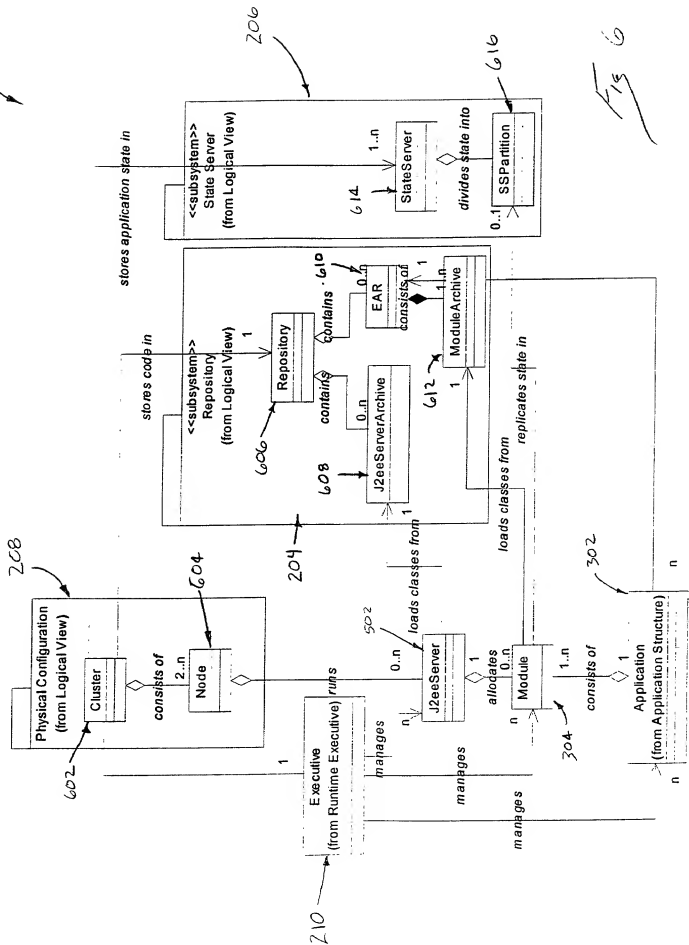 208
Physical Configuration
(from Logical View)
Cluster
602
consists of
2..n
Node
604
Executive
(from Runtime Executive)
210
1
runs
0..n
J2eeServer
502
n
manages
manages
manages
1
allocates
0..n
Module
304
n
1..n
consists of
1
Application
(from Application Structure)
302
n
n
stores code in
<<subsystem>>
Repository
(from Logical View)
204
1
Repository
606
contains
0..n
J2eeServerArchive
608
1
loads classes from
contains
610
0..n
EAR
consists of
1
1..n
ModuleArchive
612
1
loads classes from
replicates state in
stores application state in
206
<<subsystem>>
State Server
(from Logical View)
1..n
StateServer
614
divides state into
0..1
SSPartition
616
Fig 6